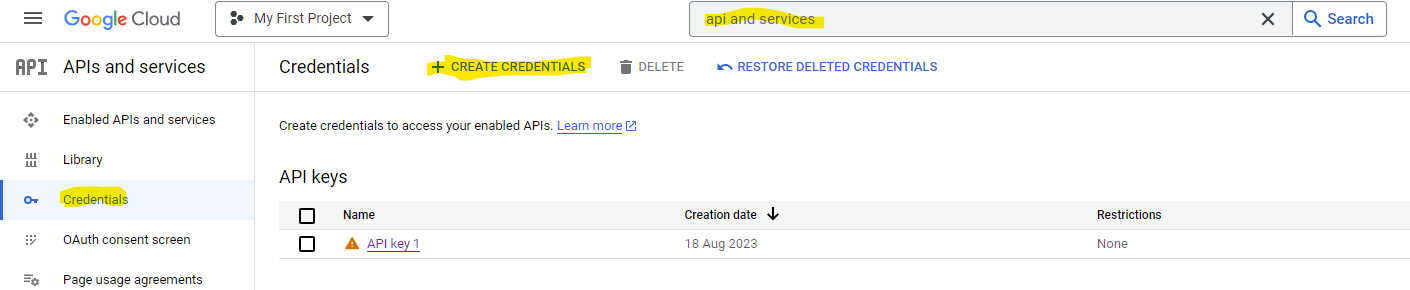 Google Cloud My First Project api and services Search
API APIs and services Credentials CREATE CREDENTIALS DELETE RESTORE DELETED CREDENTIALS
Enabled APIs and services
Library
Credentials
OAuth consent screen
Page usage agreements
Create credentials to access your enabled APIs. Learn more
API keys
Name Creation date Restrictions
API key 1 18 Aug 2023 None